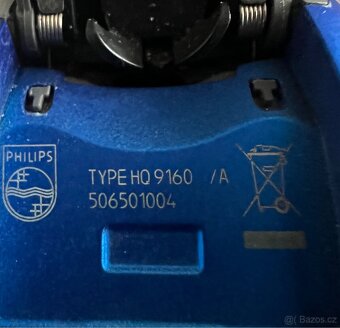 PHILIPS
TYPE HQ 9160 /A
506501004
Bazos.cz